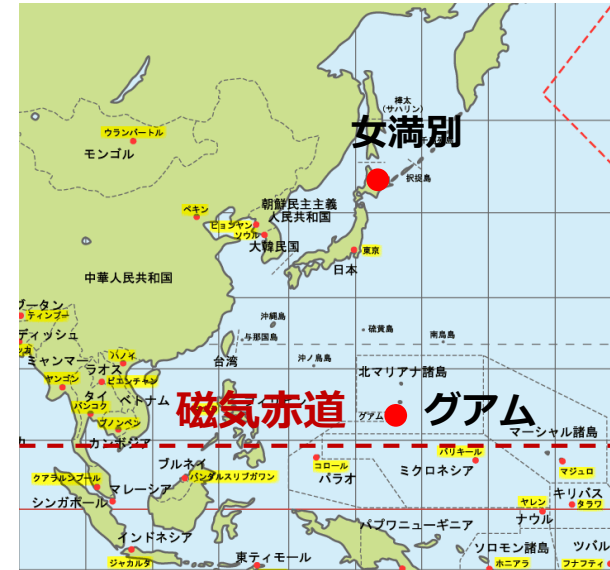 樺太
(サハリン)
女満別
ウランバートル
モンゴル
択捉島
ペキン
朝鮮民主主義
人民共和国
ピョンヤン
ソウル
大韓民国
東京
日本
中華人民共和国
ブータン
ティンプー
沖縄島
硫黄島
南鳥島
与那国島
ミャンマー
ハノイ
ラオス
台湾
沖ノ鳥島
ヤンゴン
ビエンチャン
北マリアナ諸島
タイ
ベトナム
バンコク
磁気赤道
グアム
グアム
プノンペン
マーシャル諸島
カンボジア
ブルネイ
コロール
パリキール
クアラルンプール
バンダルスリブガワン
パラオ
ミクロネシア
マジュロ
マレーシア
シンガポール
ヤレン
キリバス
タラワ
ナウル
パプワニューギニア
インドネシア
ソロモン諸島
ツバル
ジャカルタ
東ティモール
ホニアラ
フナフティ